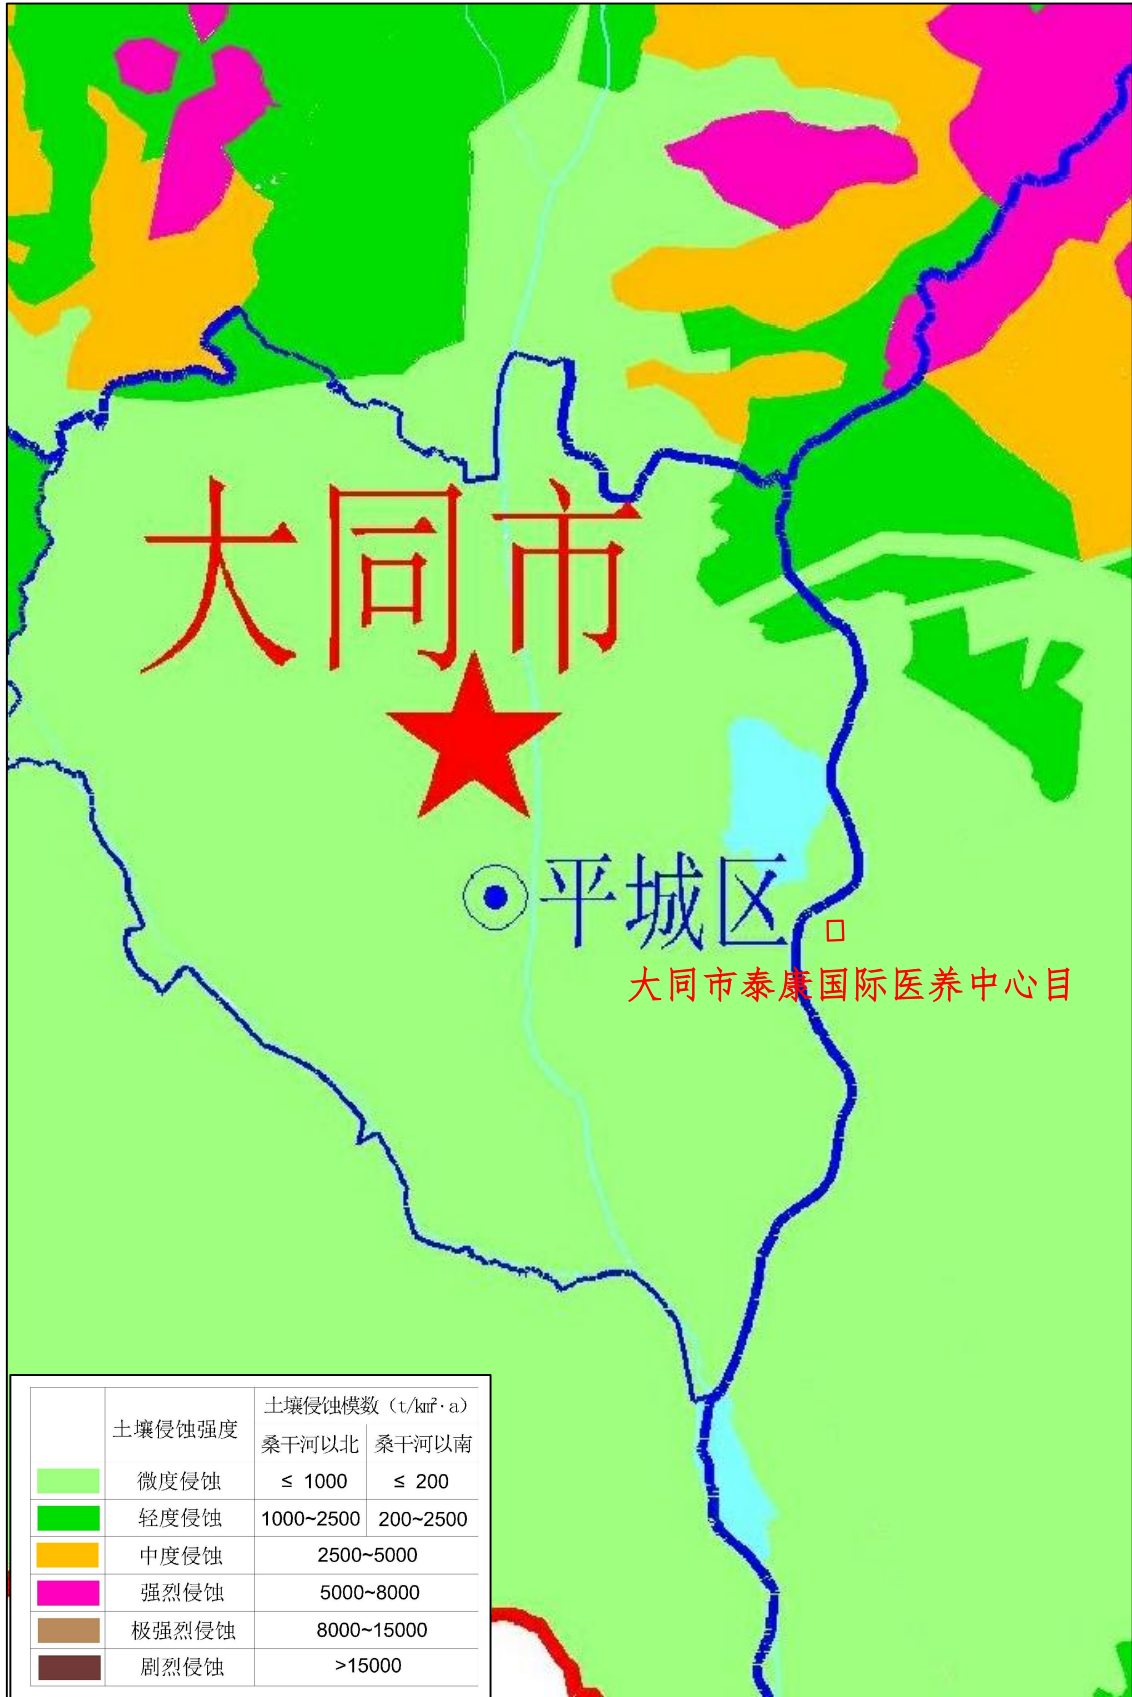 大同市
平城区
大同市泰康国际医养中心目
土壤侵蚀强度 土壤侵蚀模数（t/km²·a）
桑干河以北 桑干河以南
微度侵蚀 ≤ 1000 ≤ 200
轻度侵蚀 1000~2500 200~2500
中度侵蚀 2500~5000
强烈侵蚀 5000~8000
极强烈侵蚀 8000~15000
剧烈侵蚀 >15000